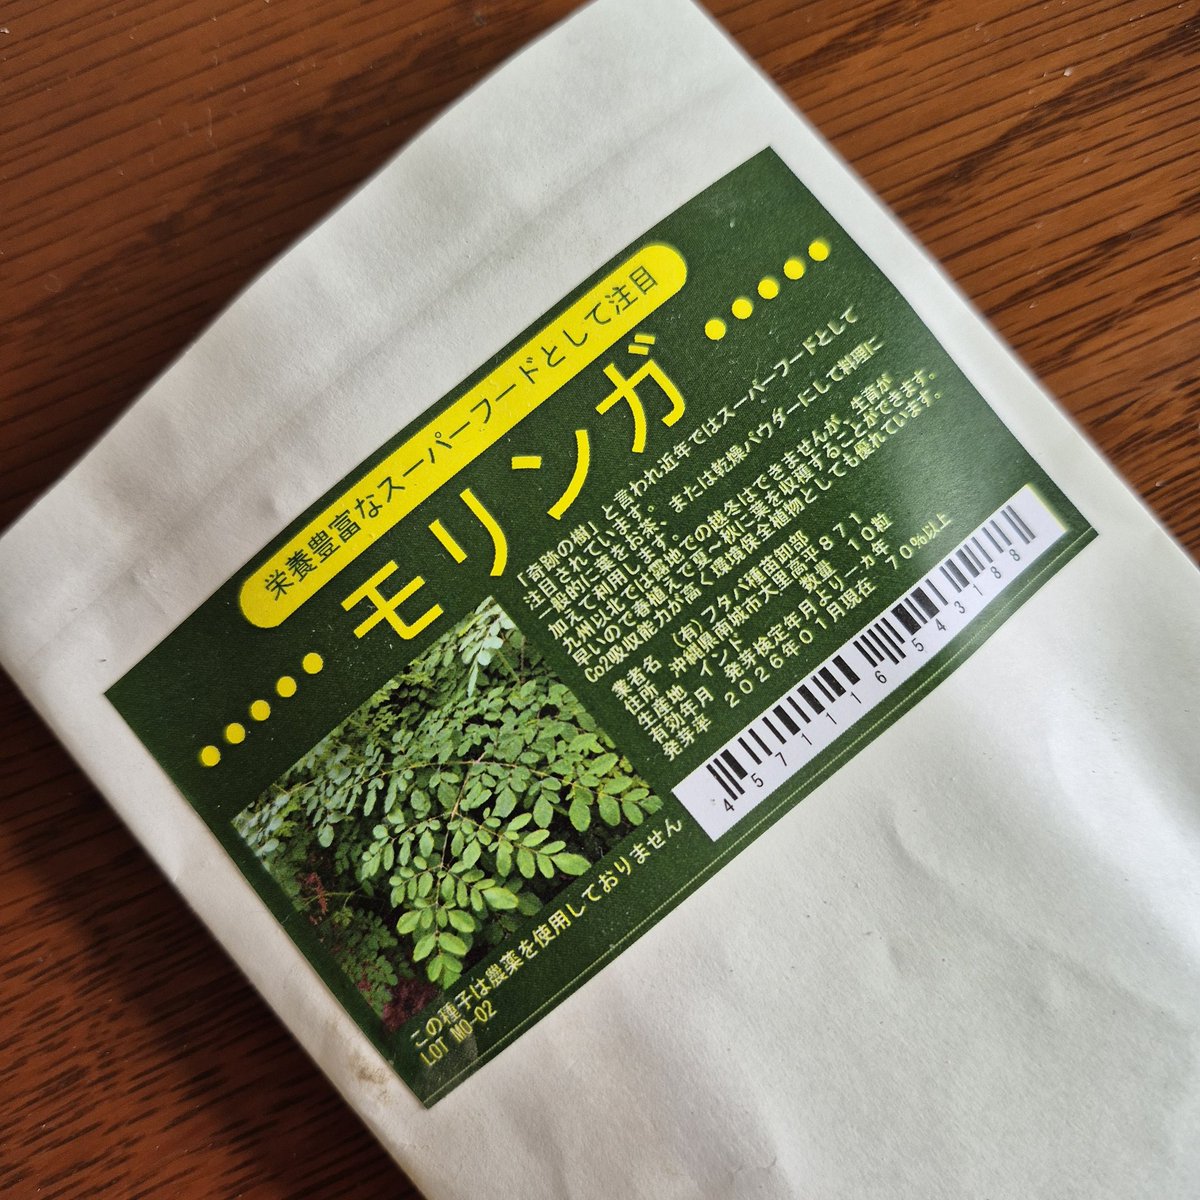 栄養豊富なスーパーフードとして注目
モリンガ
「奇跡の樹」と言われ近年ではスーパーフードとして
注目されています。
一般的に葉をお茶、または乾燥パウダーにして料理に
加えて利用します。
九州以北では露地での越冬はできませんが、生育が
早いので春植えで夏〜秋に葉を収穫することができます。
Co2吸収能力が高く環境保全植物としても優れています。
業者名 (有)フタバ種苗卸部
住所 沖縄県南城市大里高平871
生産地 インド 数量 10粒
有効年月 発芽検定年月より一ヵ年
発芽率 2026年01月現在 70%以上
4571116543188
この種子は農薬を使用しておりません
LOT MO-02